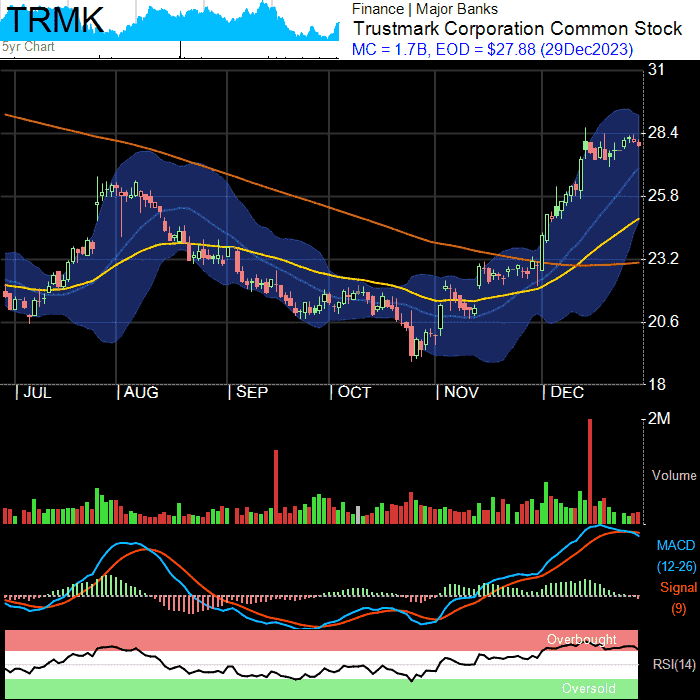 TRMK
5yr Chart
Finance | Major Banks
Trustmark Corporation Common Stock
MC = 1.7B, EOD = $27.88 (29Dec2023)
31
28.4
25.8
23.2
20.6
18
JUL AUG SEP OCT NOV DEC
2M
Volume
MACD
(12-26)
Signal
(9)
Overbought
RSI(14)
Oversold